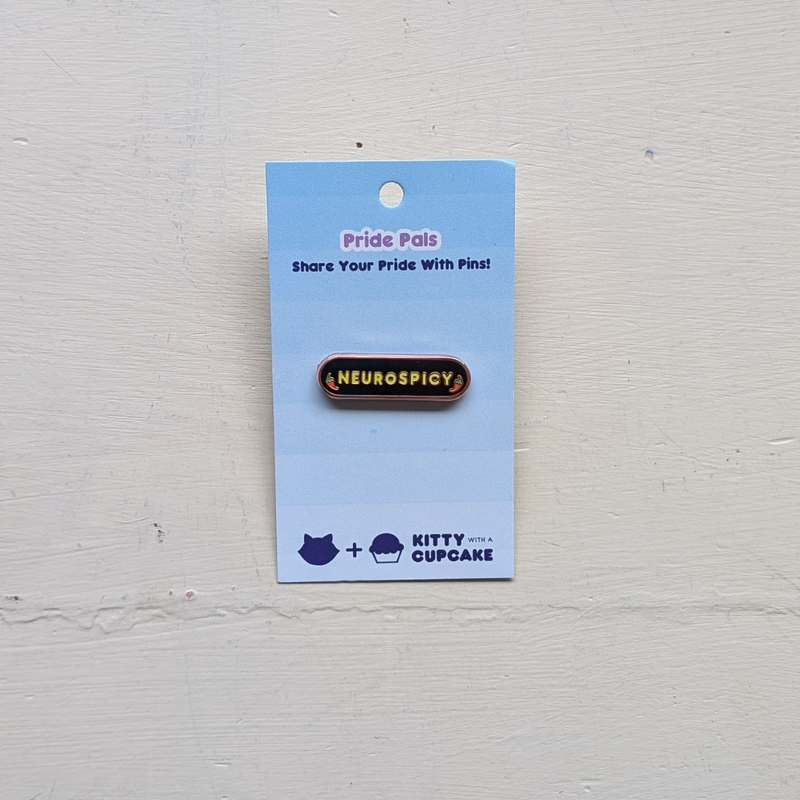 Pride Pals
Share Your Pride With Pins!
NEUROSPICY
KITTY WITH A
CUPCAKE